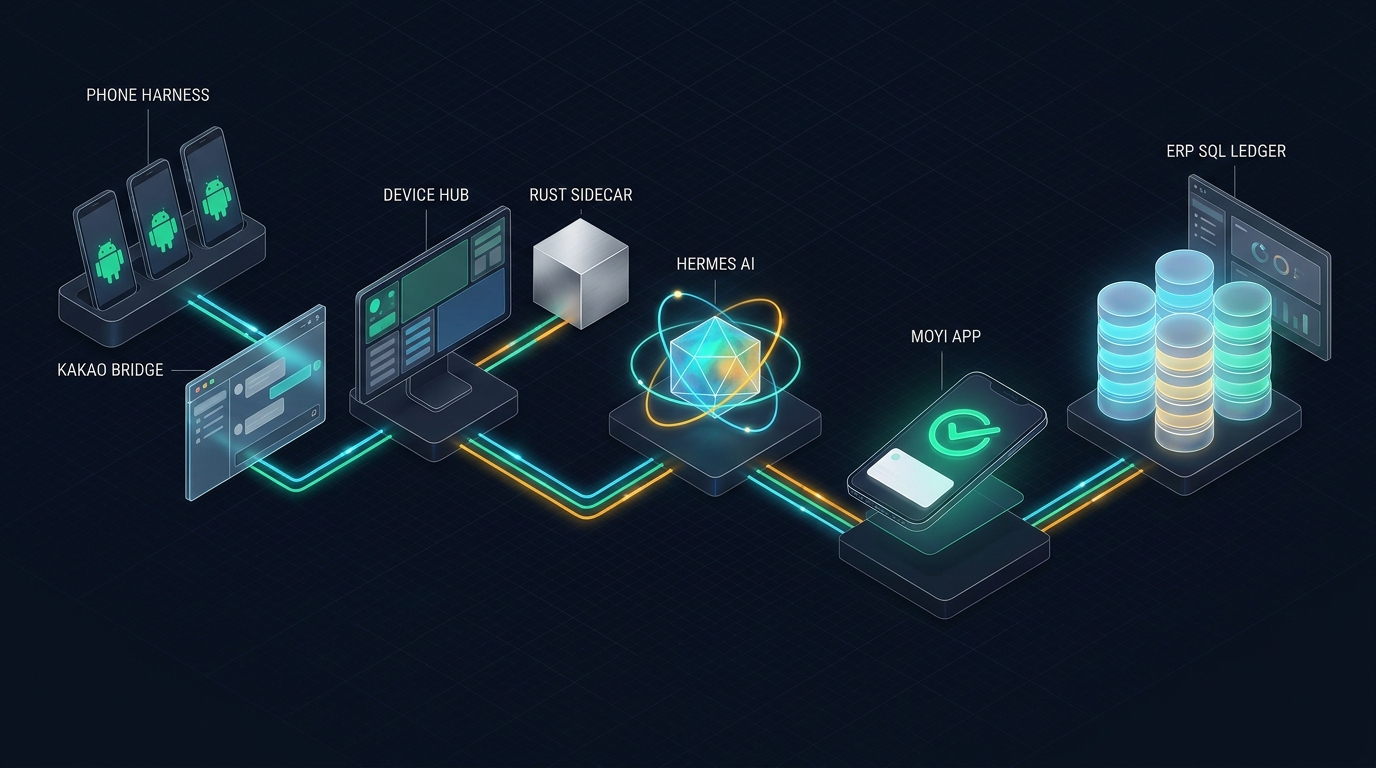 PHONE HARNESS
DEVICE HUB
RUST SIDECAR
HERMES AI
MOYI APP
ERP SQL LEDGER
KAKAO BRIDGE